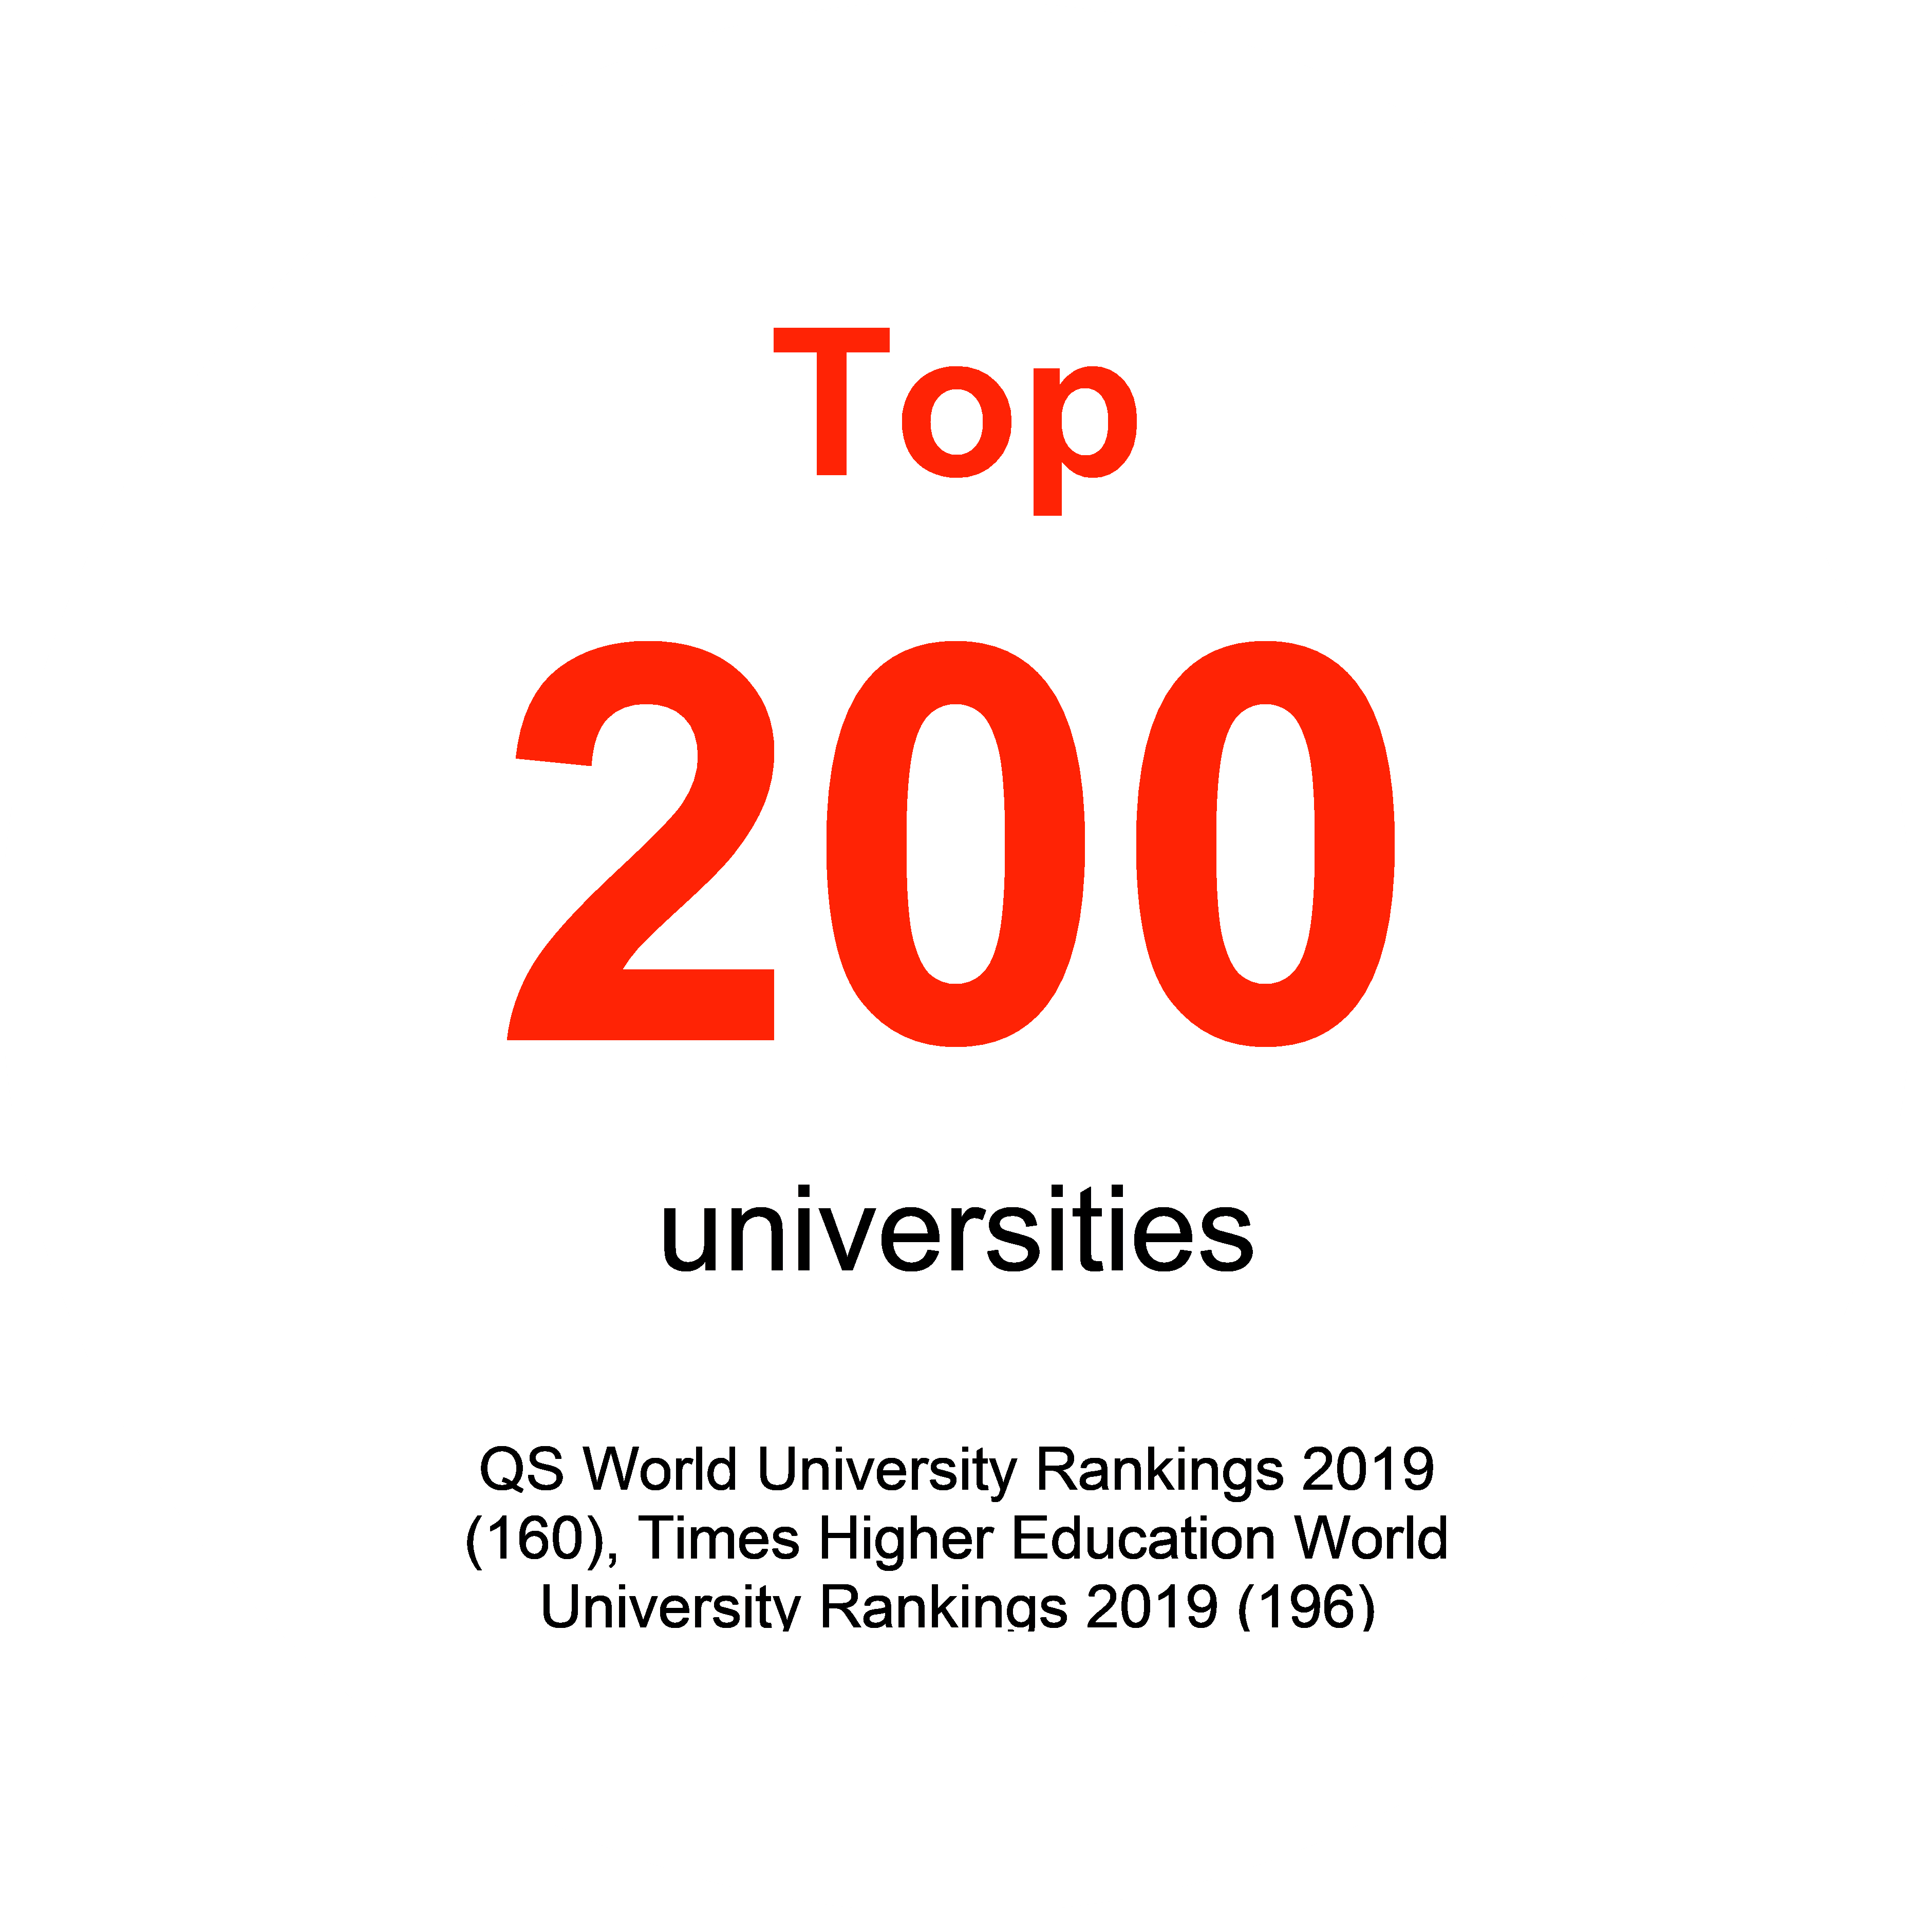 Top
200
universities
QS World University Rankings 2019
(160), Times Higher Education World
University Rankings 2019 (196)